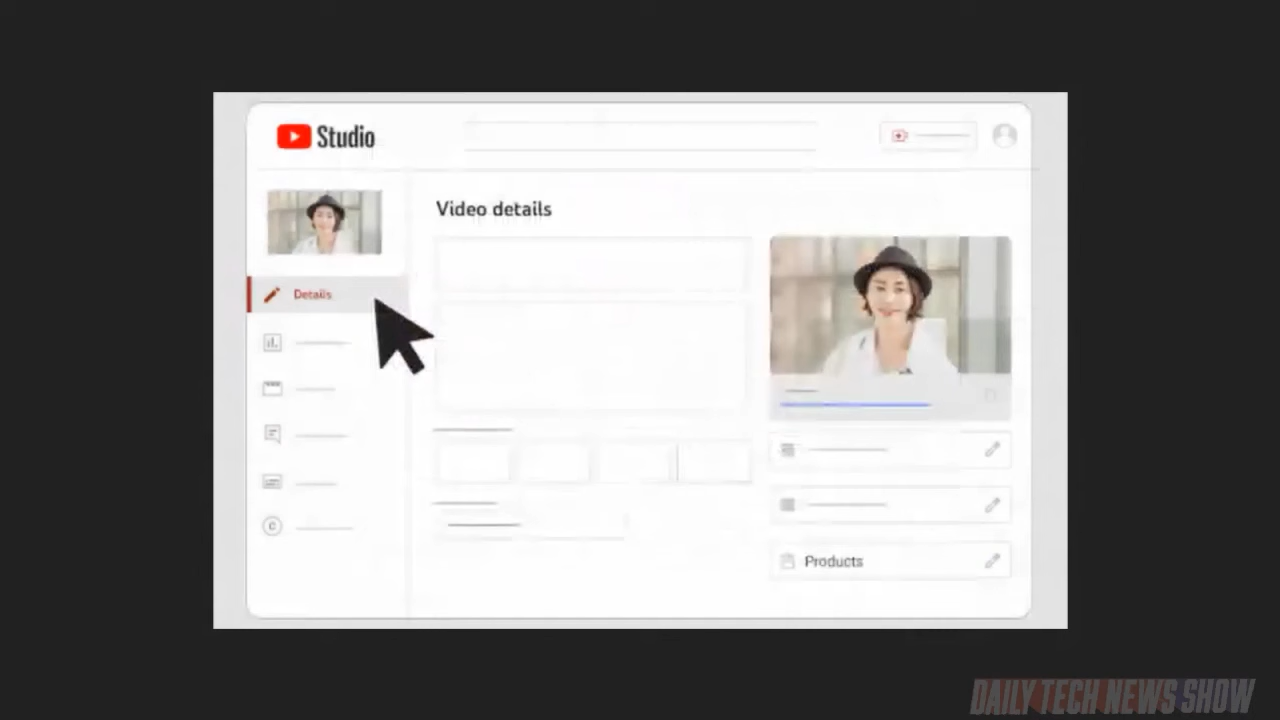 Studio
Video details
Details
Products
DAILY TECH NEWS SHOW